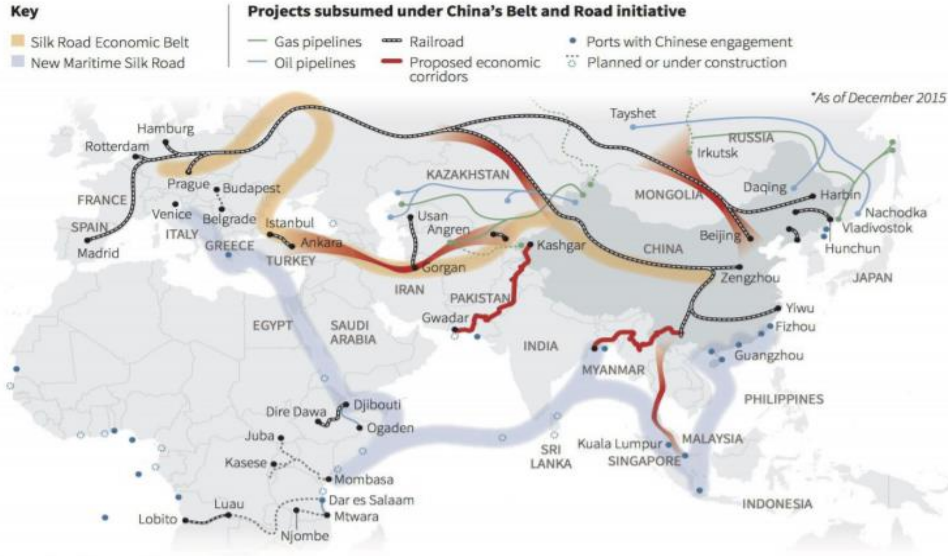 Key
Silk Road Economic Belt
New Maritime Silk Road
Projects subsumed under China's Belt and Road initiative
Gas pipelines
Oil pipelines
Railroad
Proposed economic
corridors
Ports with Chinese engagement
Planned or under construction
*As of December 2015
Tayshet
Hamburg
Rotterdam
RUSSIA
Irkutsk
KAZAKHSTAN
Prague
Budapest
MONGOLIA
Daqing
Harbin
FRANCE
Venice
Belgrade
Usan
Nachodka
SPAIN
ITALY
Istanbul
Angren
Vladivostok
Madrid
GREECE
Ankara
Kashgar
CHINA
Beijing
Hunchun
TURKEY
Gorgan
Zengzhou
JAPAN
IRAN
PAKISTAN
Yiwu
Gwadar
EGYPT
SAUDI
ARABIA
INDIA
Fizhou
Guangzhou
MYANMAR
PHILIPPINES
Dire Dawa
Djibouti
Ogaden
Juba
Kuala Lumpur
MALAYSIA
SRI
LANKA
SINGAPORE
Kasese
Mombasa
Luau
Dar es Salaam
INDONESIA
Lobito
Mtwara
Njombe